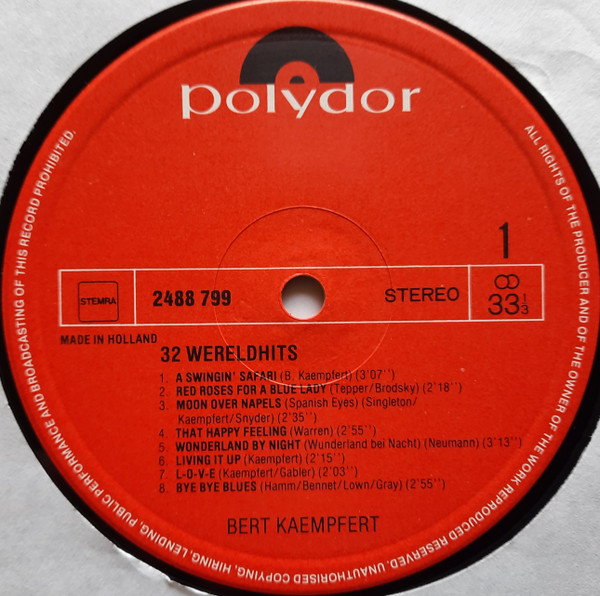 polydor
ALL RIGHTS OF THE PRODUCER AND OF THE OWNER OF THE WORK REPRODUCED RESERVED. UNAUTHORISED COPYING, HIRING, LENDING, PUBLIC PERFORMANCE AND BROADCASTING OF THIS RECORD PROHIBITED.
1
STEMRA
2488 799
STEREO
33 1/3
MADE IN HOLLAND
32 WERELDHITS
1. A SWINGIN' SAFARI (B. Kaempfert) (3'07'')
2. RED ROSES FOR A BLUE LADY (Tepper/Brodsky) (2'18'')
3. MOON OVER NAPELS (Spanish Eyes) (Singleton/
Kaempfert/Snyder) (2'35'')
4. THAT HAPPY FEELING (Warren) (2'55'')
5. WONDERLAND BY NIGHT (Wunderland bei Nacht) (Neumann) (3'13'')
6. LIVING IT UP (Kaempfert) (2'15'')
7. L-O-V-E (Kaempfert/Gabler) (2'03'')
8. BYE BYE BLUES (Hamm/Bennet/Lown/Gray) (2'55'')
BERT KAEMPFERT